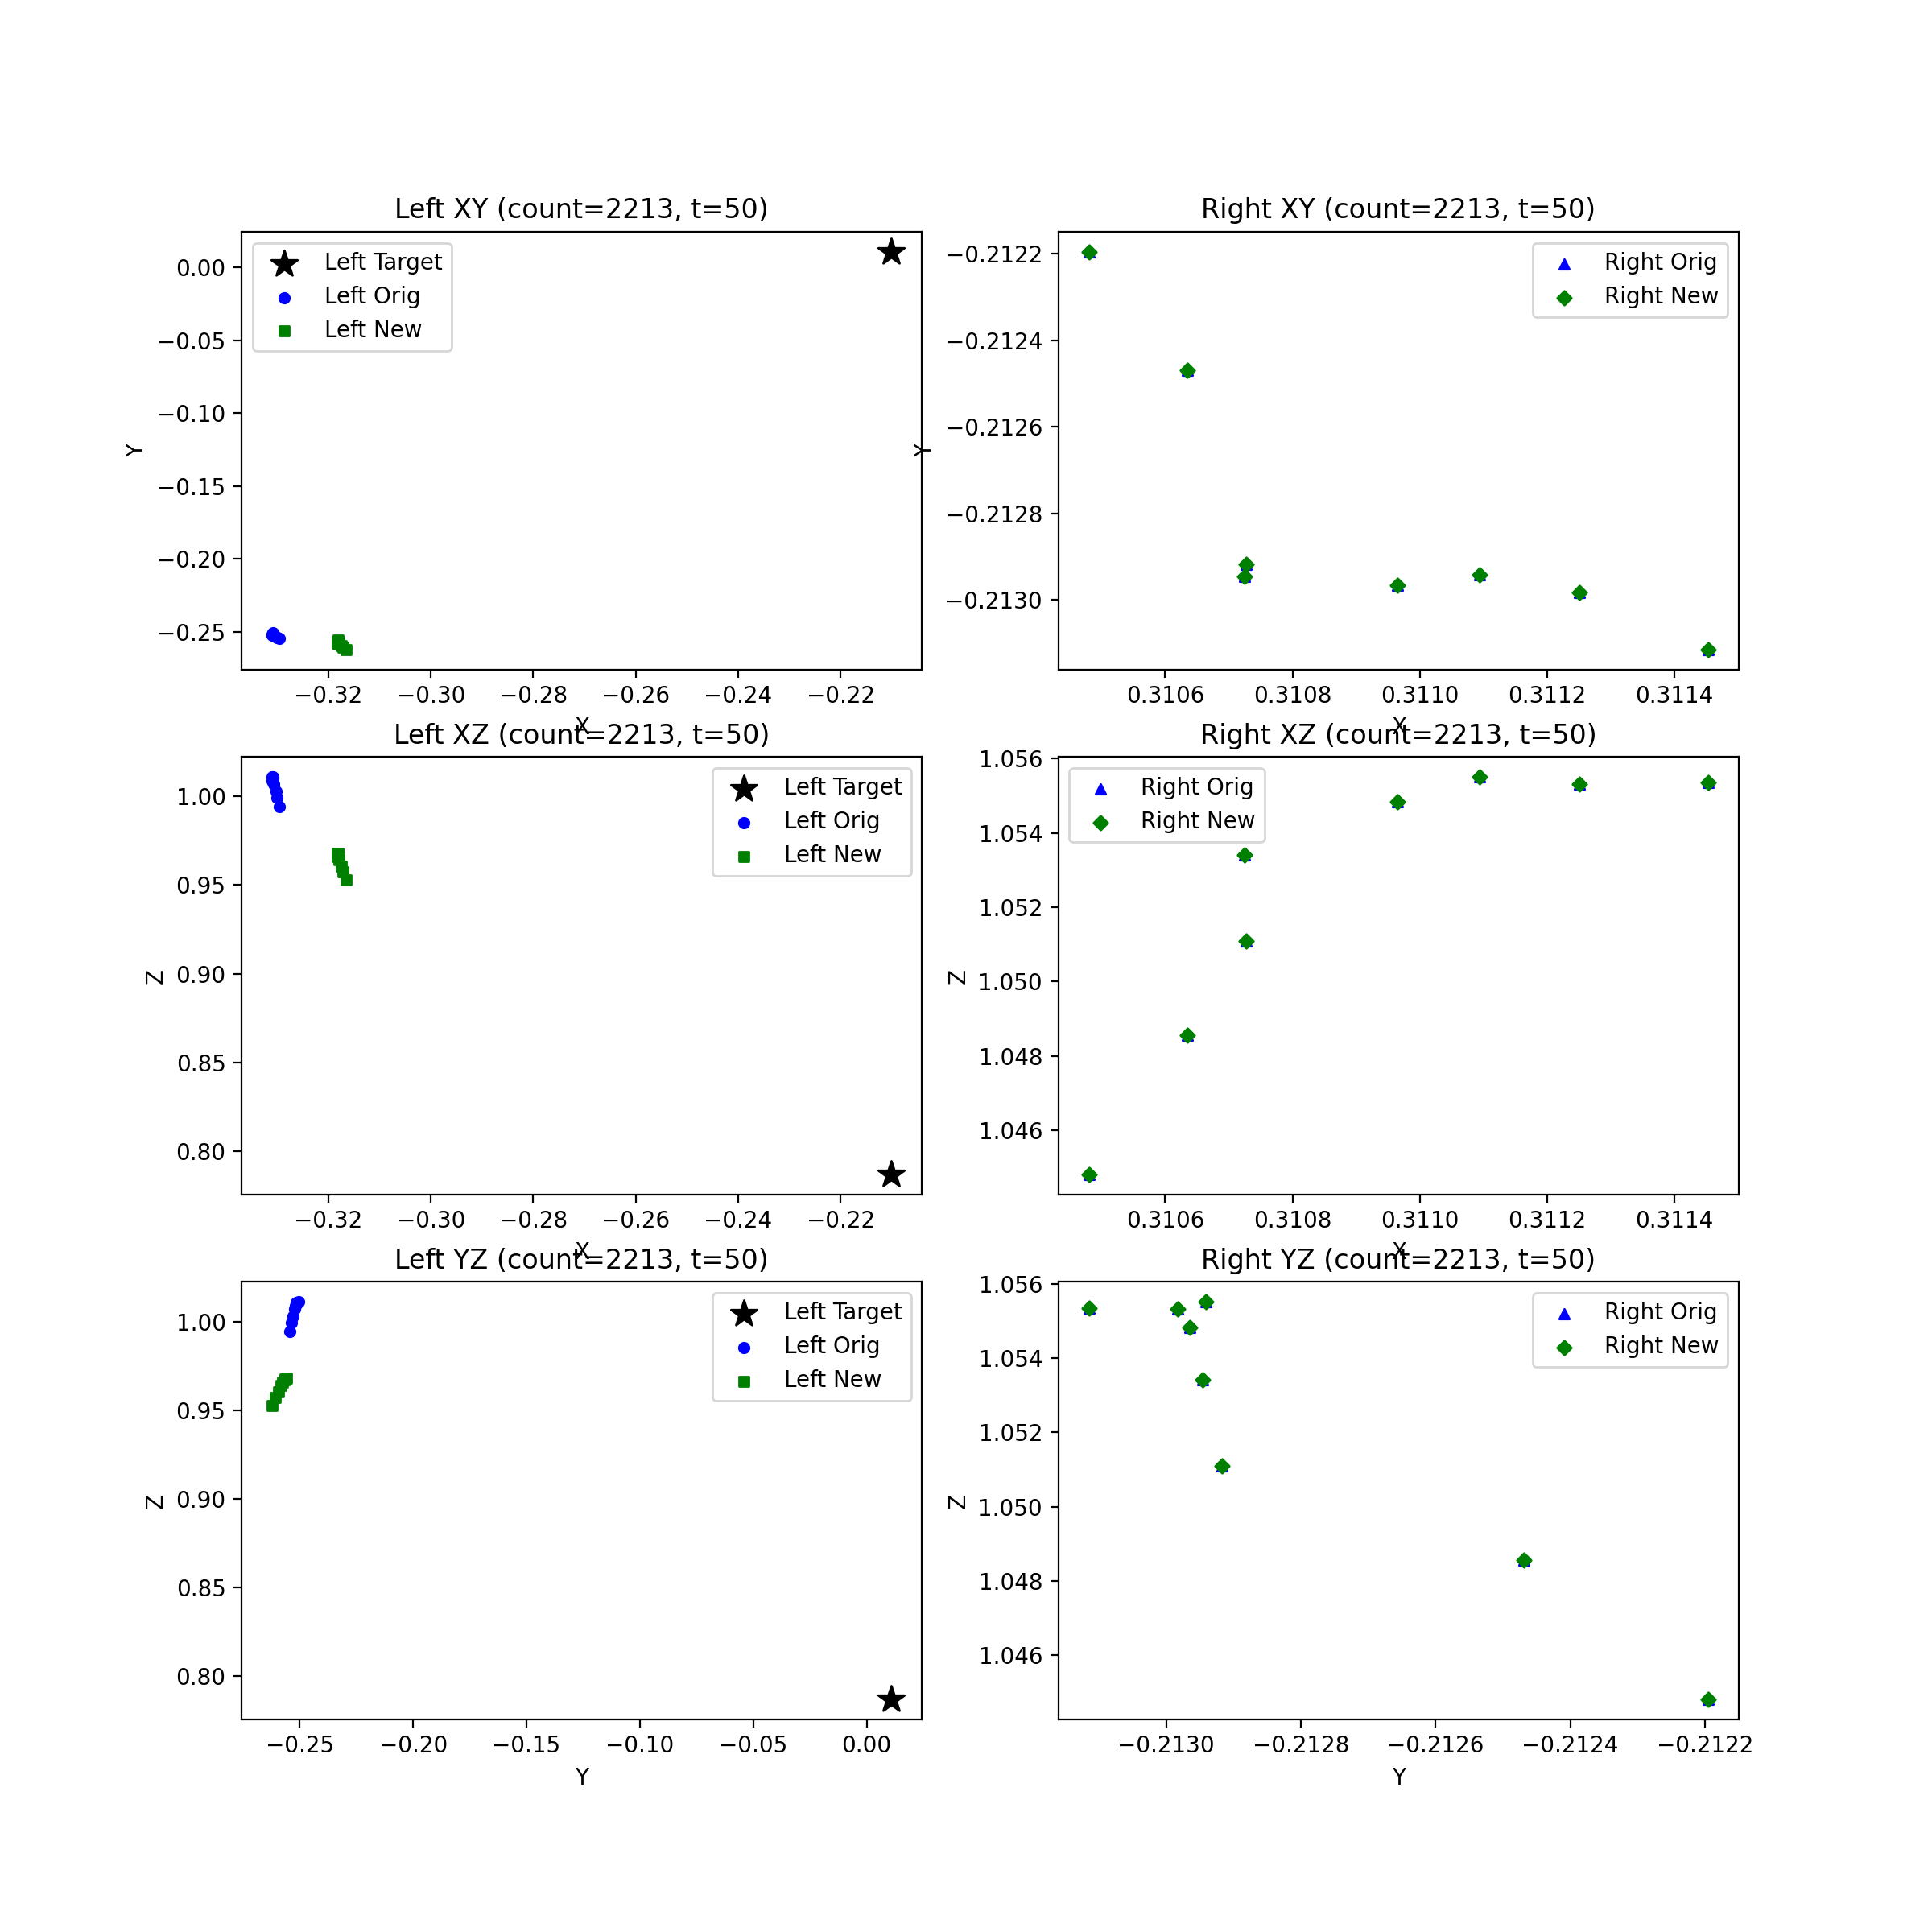 Left XY (count=2213, t=50)
Left Target
Left Orig
Left New
0.00
−0.05
−0.10
−0.15
−0.20
−0.25
Y
−0.32
−0.30
−0.28
−0.26
−0.24
−0.22
X
Right XY (count=2213, t=50)
Right Orig
Right New
−0.2122
−0.2124
−0.2126
−0.2128
−0.2130
Y
0.3106
0.3108
0.3110
0.3112
0.3114
X
Left XZ (count=2213, t=50)
Left Target
Left Orig
Left New
1.00
0.95
0.90
0.85
0.80
Z
−0.32
−0.30
−0.28
−0.26
−0.24
−0.22
X
Right XZ (count=2213, t=50)
Right Orig
Right New
1.056
1.054
1.052
1.050
1.048
1.046
Z
0.3106
0.3108
0.3110
0.3112
0.3114
X
Left YZ (count=2213, t=50)
Left Target
Left Orig
Left New
1.00
0.95
0.90
0.85
0.80
Z
−0.25
−0.20
−0.15
−0.10
−0.05
0.00
Y
Right YZ (count=2213, t=50)
Right Orig
Right New
1.056
1.054
1.052
1.050
1.048
1.046
Z
−0.2130
−0.2128
−0.2126
−0.2124
−0.2122
Y